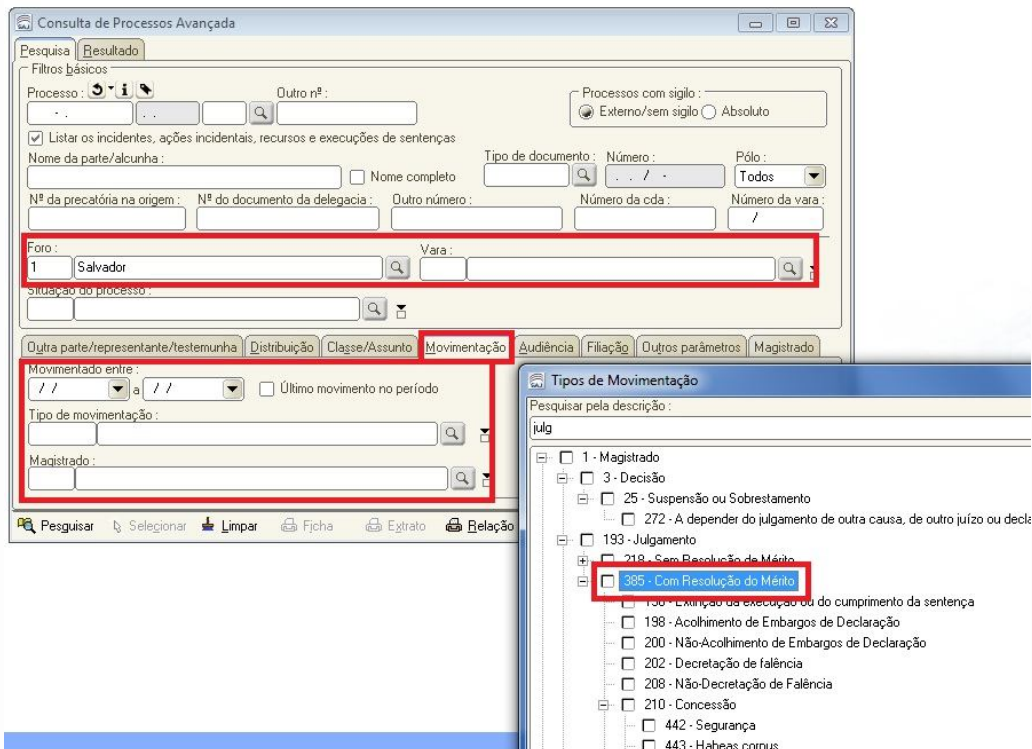 Consulta de Processos Avançada
Pesquisa Resultado
Filtros básicos
Processo : Outro nº : Processos com sigilo :
- . . . Externo/sem sigilo Absoluto
Listar os incidentes, ações incidentais, recursos e execuções de sentenças
Nome da parte/alcunha : Tipo de documento : Número : Pólo :
Nome completo . . / - Todos
Nº da precatória na origem : Nº do documento da delegacia : Outro número : Número da cda : Número da vara :
/
Foro : Vara :
1 Salvador
Situação do processo :
Outra parte/representante/testemunha Distribuição Classe/Assunto Movimentação Audiência Filiação Outros parâmetros Magistrado
Movimentado entre :
/ / a / / Último movimento no período
Tipo de movimentação :
Magistrado :
Pesquisar Selecionar Limpar Ficha Extrato Relação
Tipos de Movimentação
Pesquisar pela descrição :
julg
1 - Magistrado
3 - Decisão
25 - Suspensão ou Sobrestamento
272 - A depender do julgamento de outra causa, de outro juízo ou decla
193 - Julgamento
218 - Sem Resolução de Mérito
385 - Com Resolução do Mérito
196 - Extinção da execução ou do cumprimento da sentença
198 - Acolhimento de Embargos de Declaração
200 - Não-Acolhimento de Embargos de Declaração
202 - Decretação de falência
208 - Não-Decretação de Falência
210 - Concessão
442 - Segurança
443 - Habeas corpus